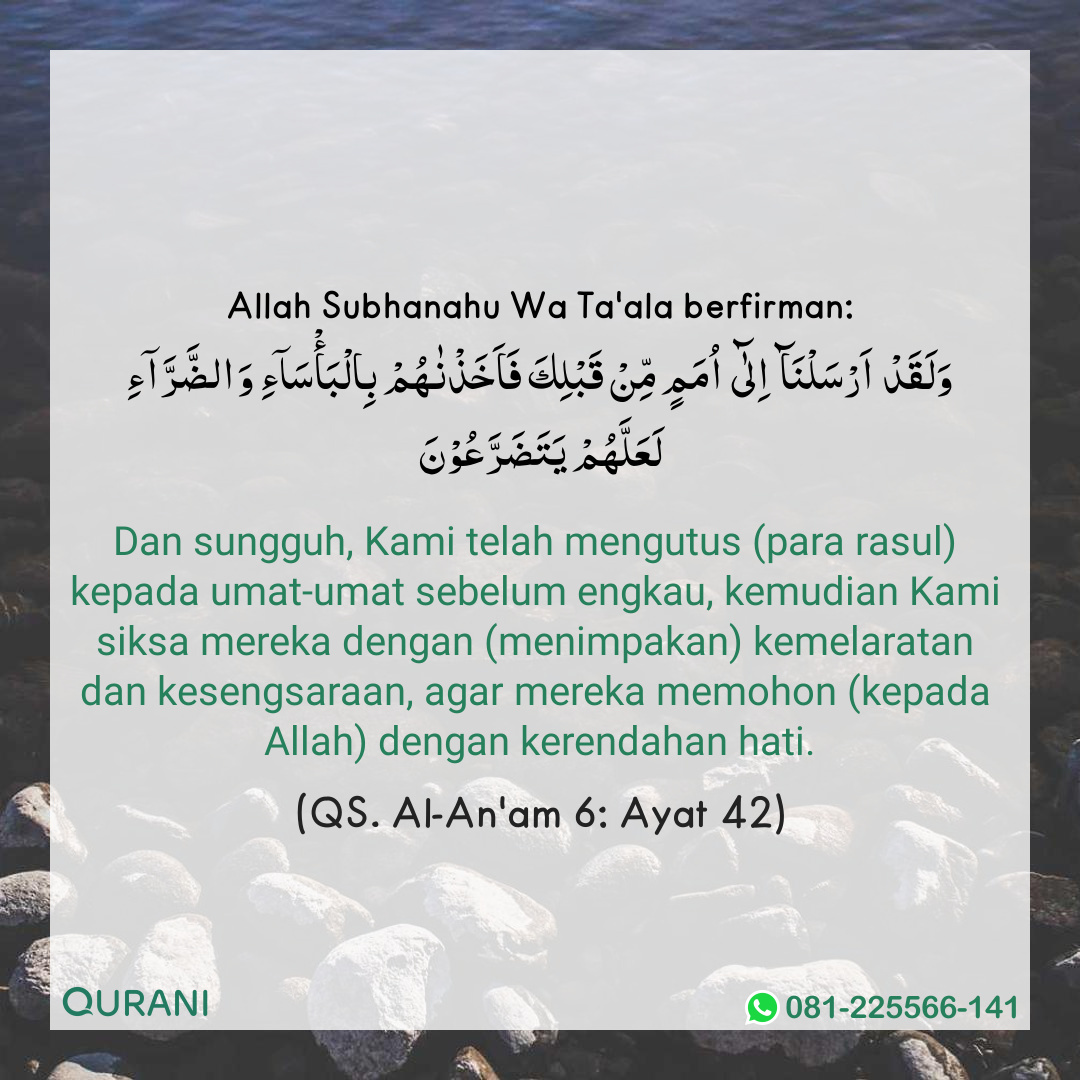 Allah Subhanahu Wa Ta'ala berfirman:
وَلَقَدْ اَرْسَلْنَاۤ اِلٰۤى اُمَمٍ مِّنْ قَبْلِكَ فَاَخَذْنٰهُمْ بِالْبَأْسَآءِ وَالضَّرَّآءِ
لَعَلَّهُمْ يَتَضَرَّعُوْنَ
Dan sungguh, Kami telah mengutus (para rasul)
kepada umat-umat sebelum engkau, kemudian Kami
siksa mereka dengan (menimpakan) kemelaratan
dan kesengsaraan, agar mereka memohon (kepada
Allah) dengan kerendahan hati.
(QS. Al-An'am 6: Ayat 42)
QURANI
081-225566-141